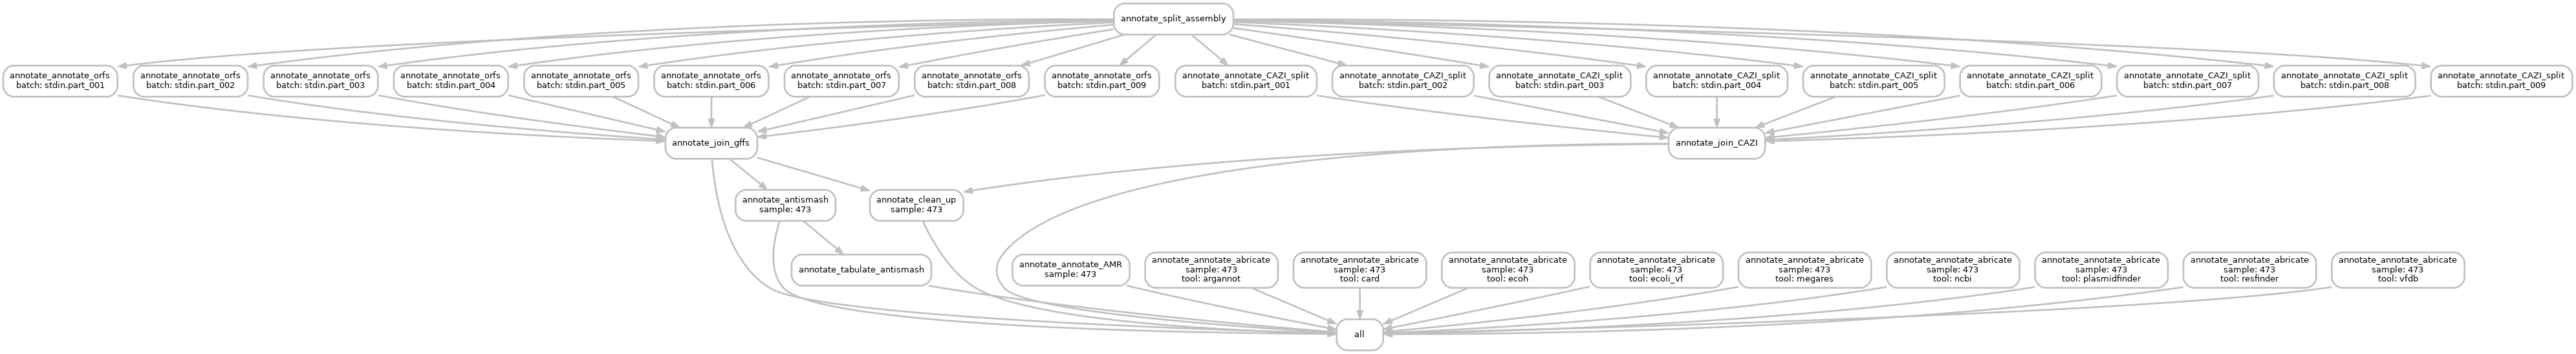 annotate_split_assembly
annotate_annotate_orfs
batch: stdin.part_001
annotate_annotate_orfs
batch: stdin.part_002
annotate_annotate_orfs
batch: stdin.part_003
annotate_annotate_orfs
batch: stdin.part_004
annotate_annotate_orfs
batch: stdin.part_005
annotate_annotate_orfs
batch: stdin.part_006
annotate_annotate_orfs
batch: stdin.part_007
annotate_annotate_orfs
batch: stdin.part_008
annotate_annotate_orfs
batch: stdin.part_009
annotate_annotate_CAZI_split
batch: stdin.part_001
annotate_annotate_CAZI_split
batch: stdin.part_002
annotate_annotate_CAZI_split
batch: stdin.part_003
annotate_annotate_CAZI_split
batch: stdin.part_004
annotate_annotate_CAZI_split
batch: stdin.part_005
annotate_annotate_CAZI_split
batch: stdin.part_006
annotate_annotate_CAZI_split
batch: stdin.part_007
annotate_annotate_CAZI_split
batch: stdin.part_008
annotate_annotate_CAZI_split
batch: stdin.part_009
annotate_join_gffs
annotate_join_CAZI
annotate_antismash
sample: 473
annotate_clean_up
sample: 473
annotate_tabulate_antismash
annotate_annotate_AMR
sample: 473
annotate_annotate_abricate
sample: 473
tool: argannot
annotate_annotate_abricate
sample: 473
tool: card
annotate_annotate_abricate
sample: 473
tool: ecoh
annotate_annotate_abricate
sample: 473
tool: ecoli_vf
annotate_annotate_abricate
sample: 473
tool: megares
annotate_annotate_abricate
sample: 473
tool: ncbi
annotate_annotate_abricate
sample: 473
tool: plasmidfinder
annotate_annotate_abricate
sample: 473
tool: resfinder
annotate_annotate_abricate
sample: 473
tool: vfdb
all